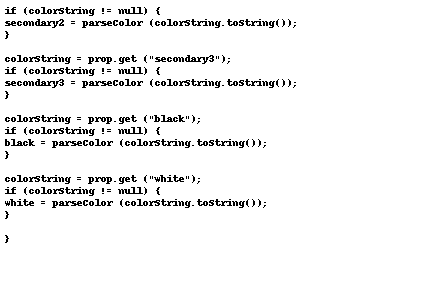 if (colorString != null) {
secondary2 = parseColor (colorString.toString());
}
colorString = prop.get ("secondary3");
if (colorString != null) {
secondary3 = parseColor (colorString.toString());
}
colorString = prop.get ("black");
if (colorString != null) {
black = parseColor (colorString.toString());
}
colorString = prop.get ("white");
if (colorString != null) {
white = parseColor (colorString.toString());
}
}